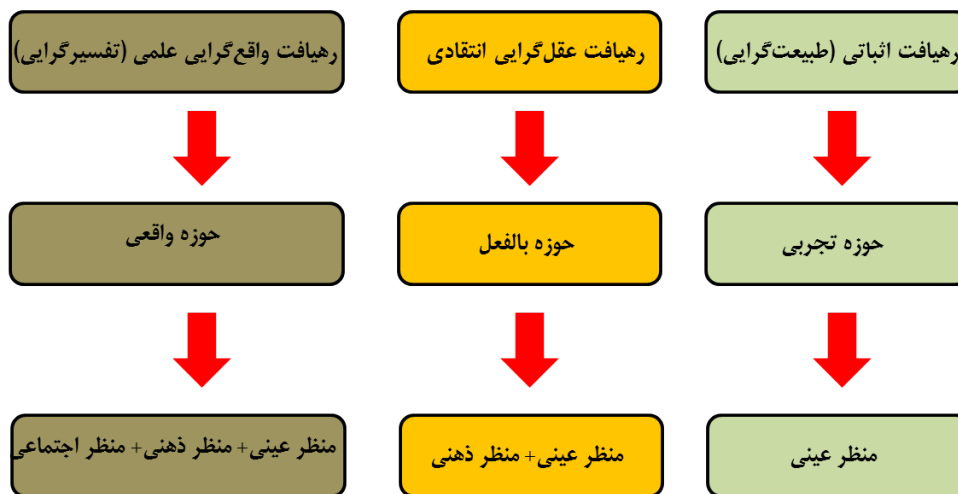 رهیافت اثباتی (طبیعت‌گرایی)
رهیافت عقل‌گرایی انتقادی
رهیافت واقع‌گرایی علمی (تفسیرگرایی)
حوزه تجربی
حوزه بالفعل
حوزه واقعی
منظر عینی
منظر عینی+ منظر ذهنی
منظر عینی+ منظر ذهنی+ منظر اجتماعی